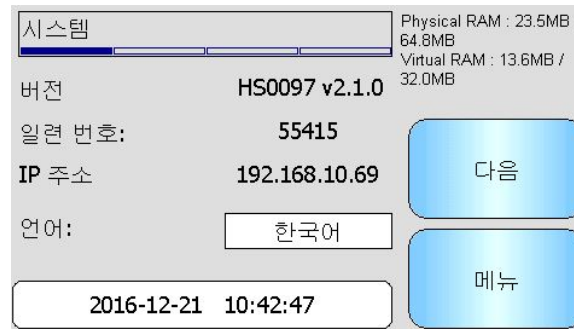 시스템
Physical RAM : 23.5MB
64.8MB
Virtual RAM : 13.6MB /
32.0MB
버전 HS0097 v2.1.0
일련 번호: 55415
IP 주소 192.168.10.69
언어: 한국어
2016-12-21 10:42:47
다음
메뉴